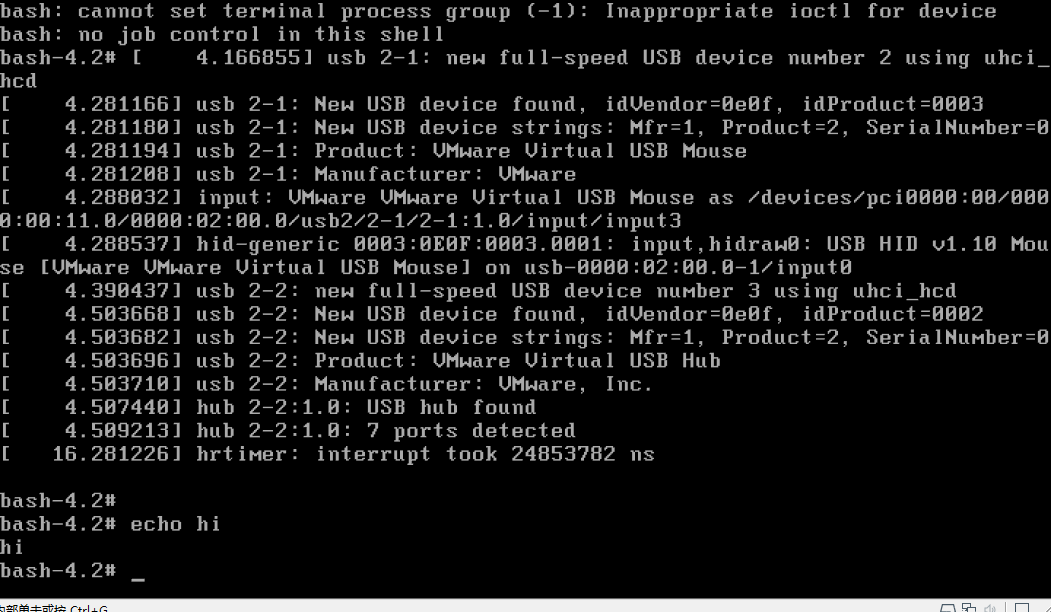 bash: cannot set terminal process group (-1): Inappropriate ioctl for device
bash: no job control in this shell
bash-4.2# [    4.166855] usb 2-1: new full-speed USB device number 2 using uhci_
hcd
[    4.281166] usb 2-1: New USB device found, idVendor=0e0f, idProduct=0003
[    4.281180] usb 2-1: New USB device strings: Mfr=1, Product=2, SerialNumber=0
[    4.281194] usb 2-1: Product: VMware Virtual USB Mouse
[    4.281208] usb 2-1: Manufacturer: VMware
[    4.288032] input: VMware VMware Virtual USB Mouse as /devices/pci0000:00/000
0:00:11.0/0000:02:00.0/usb2/2-1/2-1:1.0/input/input3
[    4.288537] hid-generic 0003:0E0F:0003.0001: input,hidraw0: USB HID v1.10 Mou
se [VMware VMware Virtual USB Mouse] on usb-0000:02:00.0-1/input0
[    4.390437] usb 2-2: new full-speed USB device number 3 using uhci_hcd
[    4.503668] usb 2-2: New USB device found, idVendor=0e0f, idProduct=0002
[    4.503682] usb 2-2: New USB device strings: Mfr=1, Product=2, SerialNumber=0
[    4.503696] usb 2-2: Product: VMware Virtual USB Hub
[    4.503710] usb 2-2: Manufacturer: VMware, Inc.
[    4.507440] hub 2-2:1.0: USB hub found
[    4.509213] hub 2-2:1.0: 7 ports detected
[   16.281226] hrtimer: interrupt took 24853782 ns
bash-4.2#
bash-4.2# echo hi
hi
bash-4.2# _
内部单击或按 Ctrl+G